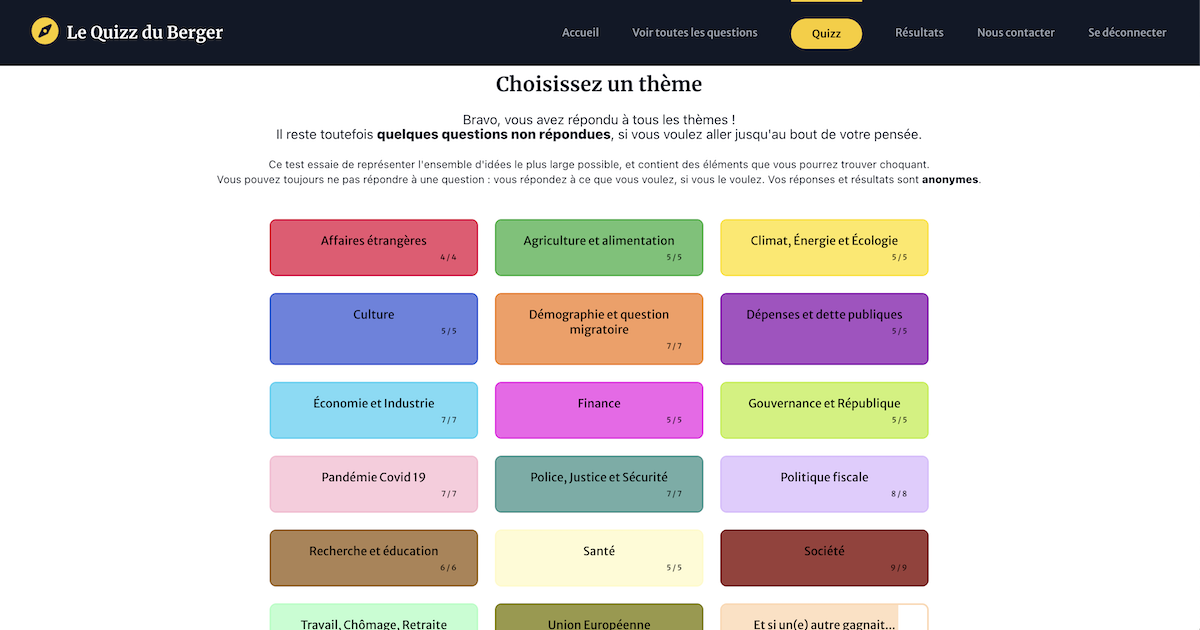 Le Quizz du Berger
Accueil
Voir toutes les questions
Quizz
Résultats
Nous contacter
Se déconnecter
Choisissez un thème
Bravo, vous avez répondu à tous les thèmes !
Il reste toutefois quelques questions non répondues, si vous voulez aller jusqu'au bout de votre pensée.
Ce test essaie de représenter l'ensemble d'idées le plus large possible, et contient des éléments que vous pourrez trouver choquant.
Vous pouvez toujours ne pas répondre à une question : vous répondez à ce que vous voulez, si vous le voulez. Vos réponses et résultats sont anonymes.
Affaires étrangères
4 / 4
Agriculture et alimentation
5 / 5
Climat, Énergie et Écologie
5 / 5
Culture
5 / 5
Démographie et question
migratoire
7 / 7
Dépenses et dette publiques
5 / 5
Économie et Industrie
7 / 7
Finance
5 / 5
Gouvernance et République
5 / 5
Pandémie Covid 19
7 / 7
Police, Justice et Sécurité
7 / 7
Politique fiscale
8 / 8
Recherche et éducation
6 / 6
Santé
5 / 5
Société
9 / 9
Travail, Chômage, Retraite
Union Européenne
Et si un(e) autre gagnait...